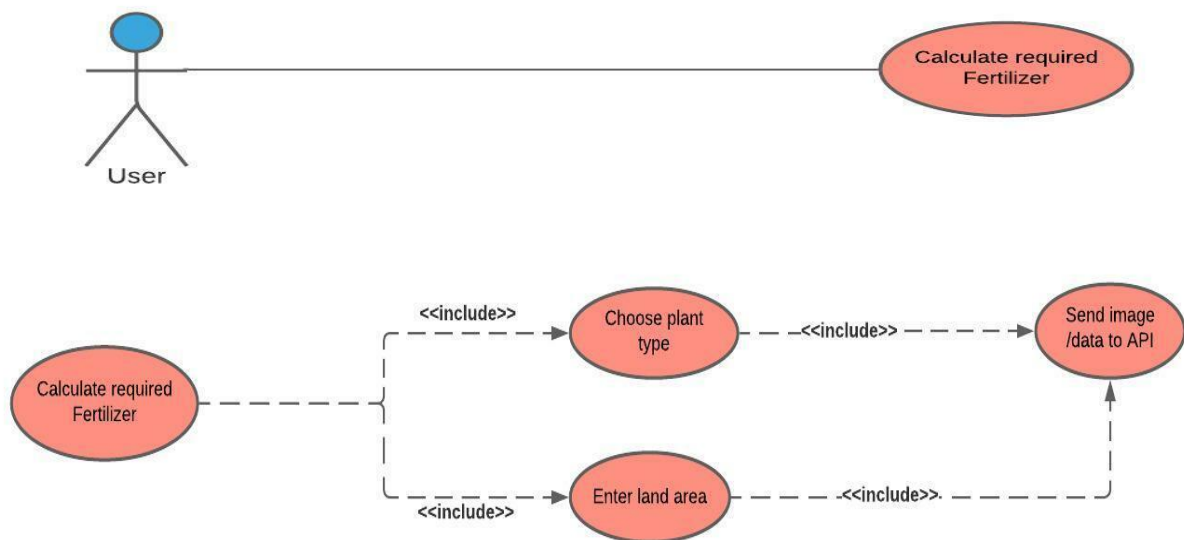 Calculate required
Fertilizer
User
<<include>>
Choose plant
type
<<include>>
Send image
/data to API
Calculate required
Fertilizer
<<include>>
Enter land area
<<include>>